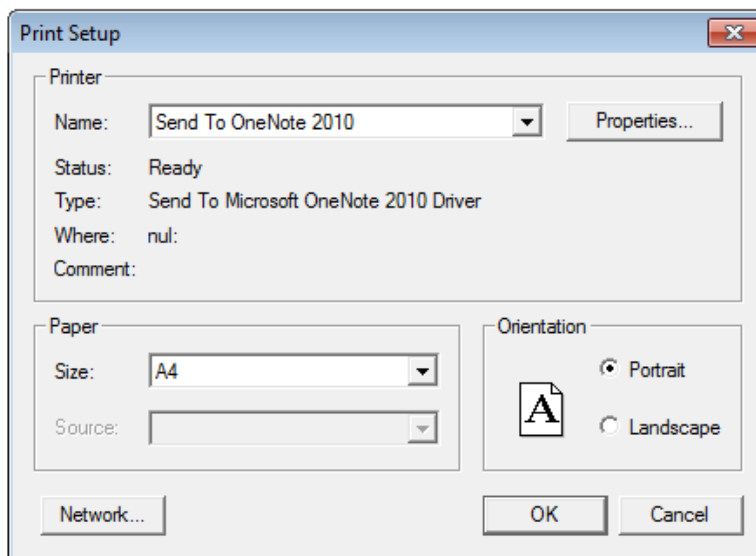 Print Setup
Printer
Name: Send To OneNote 2010 Properties...
Status: Ready
Type: Send To Microsoft OneNote 2010 Driver
Where: nul:
Comment:
Paper
Size: A4
Source:
Orientation
A
Portrait
Landscape
Network... OK Cancel